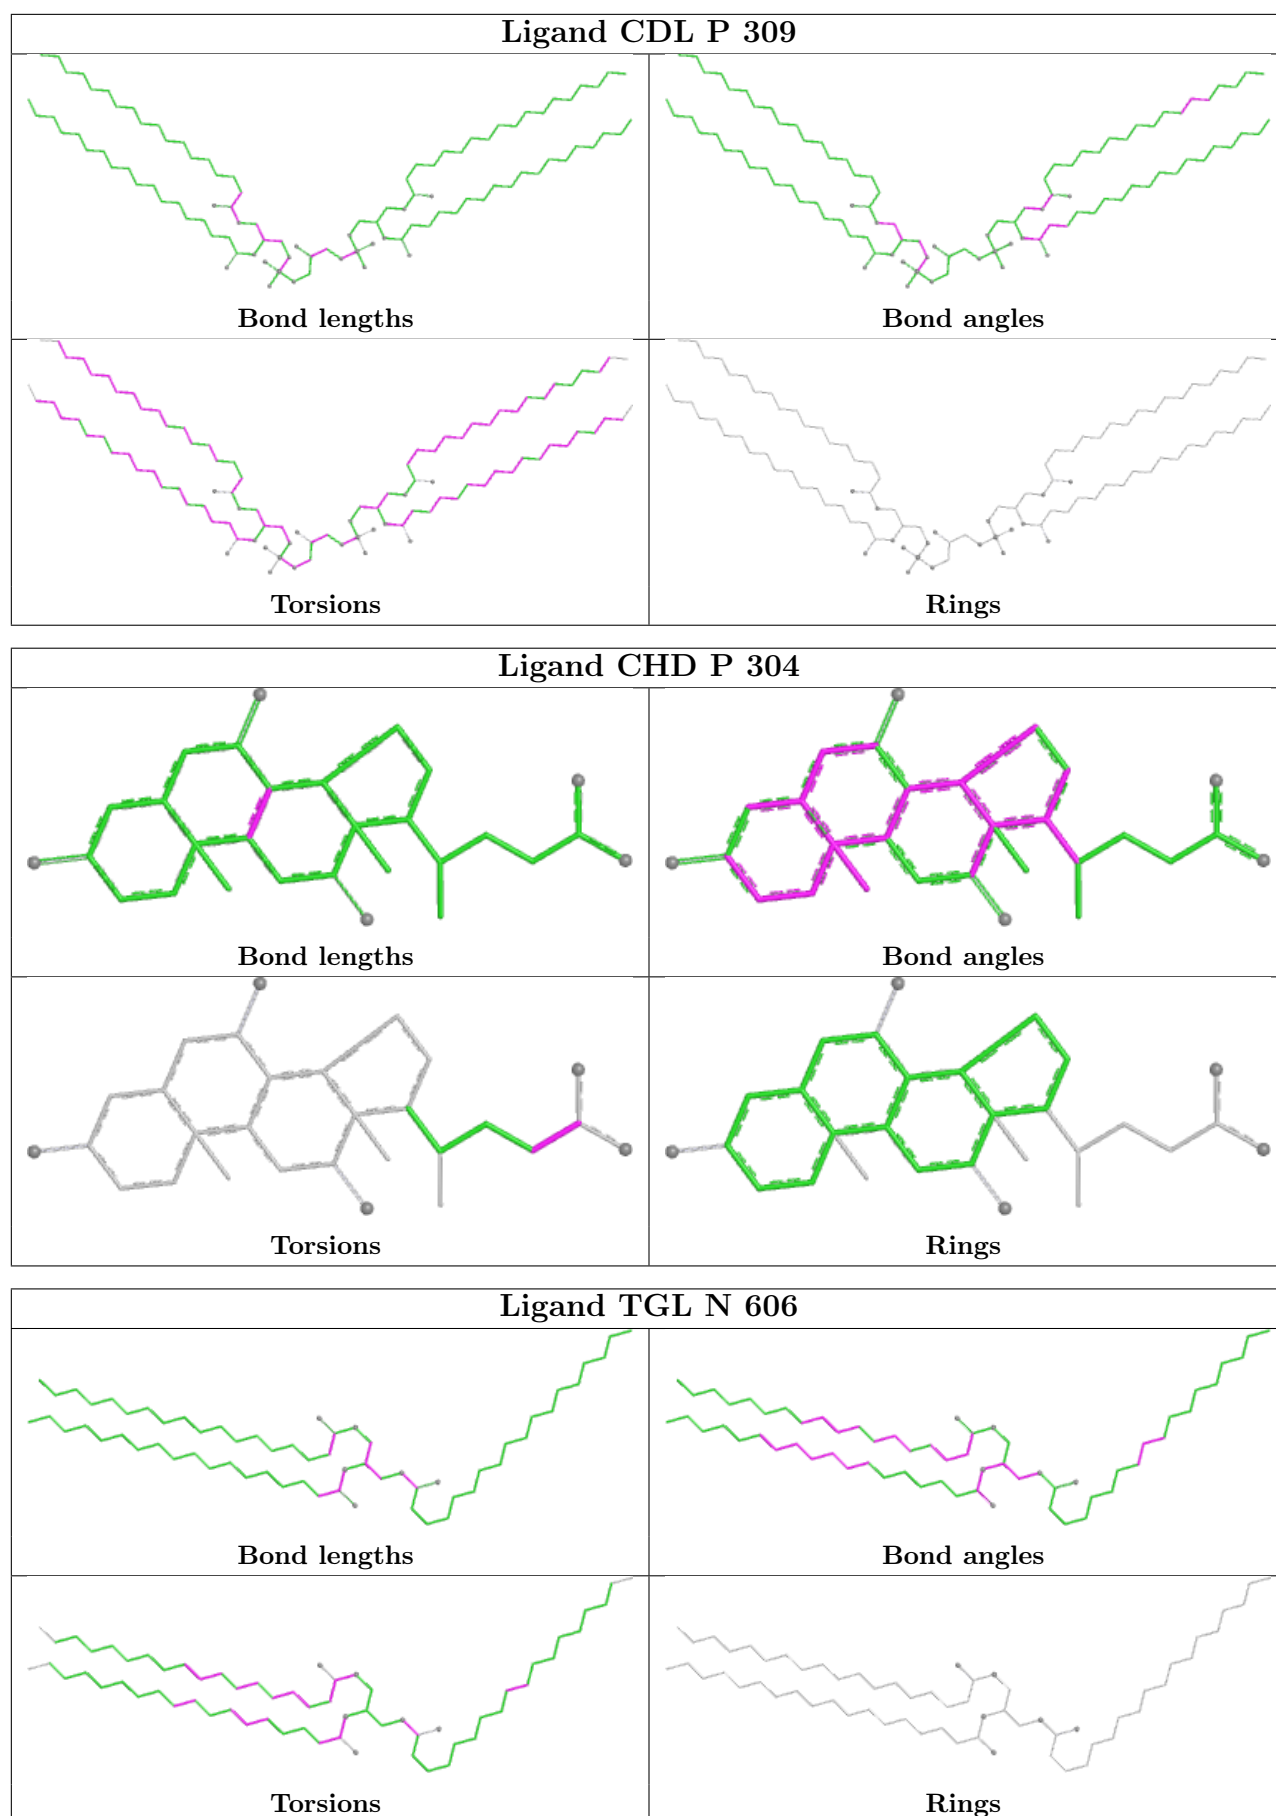 Ligand CDL P 309
Bond lengths
Bond angles
Torsions
Rings
Ligand CHD P 304
Bond lengths
Bond angles
Torsions
Rings
Ligand TGL N 606
Bond lengths
Bond angles
Torsions
Rings